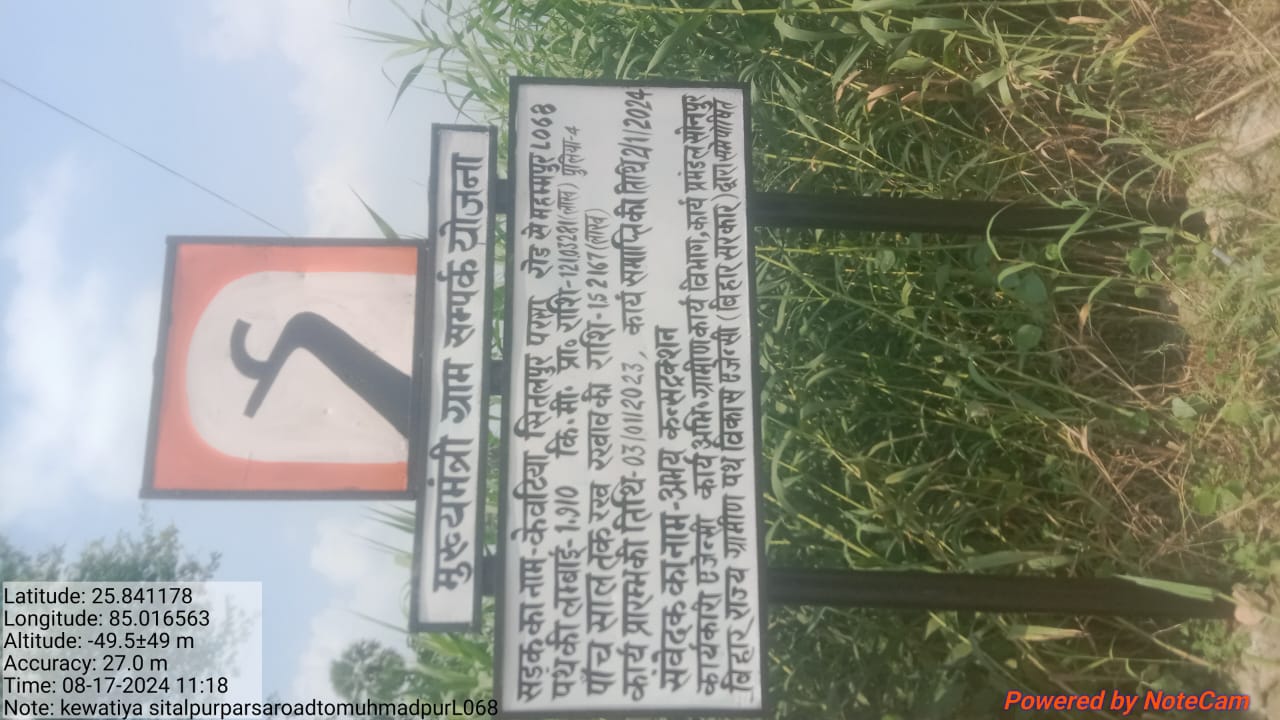 मुख्यमंत्री ग्राम सम्पर्क योजना
सड़क का नाम-केवटिया सितलपुर परसा रोड से महमदपुर L068
पथ की लम्बाई- 1.910 कि. मी. प्रा. राशि-121.03281(लाख) पुलिया-4
पाँच साल तक रख रखाव की राशि-15.2167(लाख)
कार्य प्रारम्भ की तिथि-03/011/2023, कार्य समाप्ति की तिथि 2/1/2024
संवेदक का नाम-अभय कन्सट्रक्शन
कार्यकारी एजेन्सी कार्य अभि. ग्रामीण कार्य विभाग, कार्य प्रमंडल सोनपुर
बिहार राज्य ग्रामीण पथ विकास एजेन्सी (बिहार सरकार) द्वारा
Latitude: 25.841178
Longitude: 85.016563
Altitude: -49.5±49 m
Accuracy: 27.0 m
Time: 08-17-2024 11:18
Note: kewatiya sitalpurparsaroadtomuhmadpurL068
Powered by NoteCam